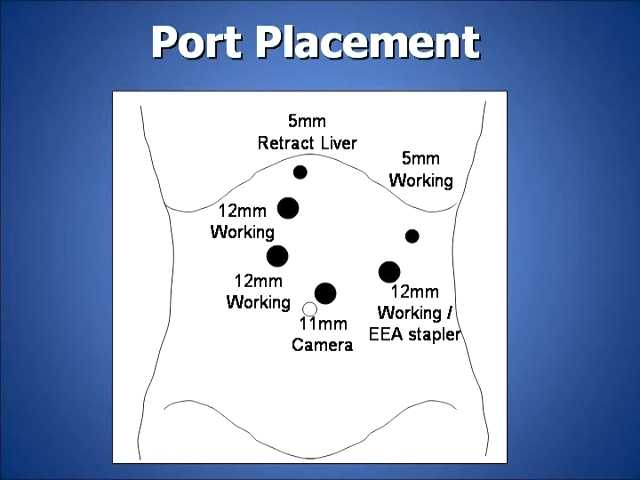 Port Placement
5mm
Retract Liver
5mm
Working
12mm
Working
12mm
Working
12mm
Working /
EEA stapler
11mm
Camera